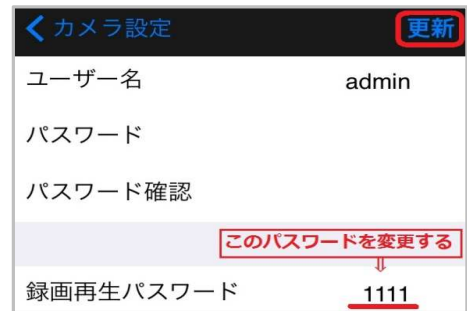 カメラ設定 更新
ユーザー名 admin
パスワード
パスワード確認
このパスワードを変更する
⇓
録画再生パスワード 1111